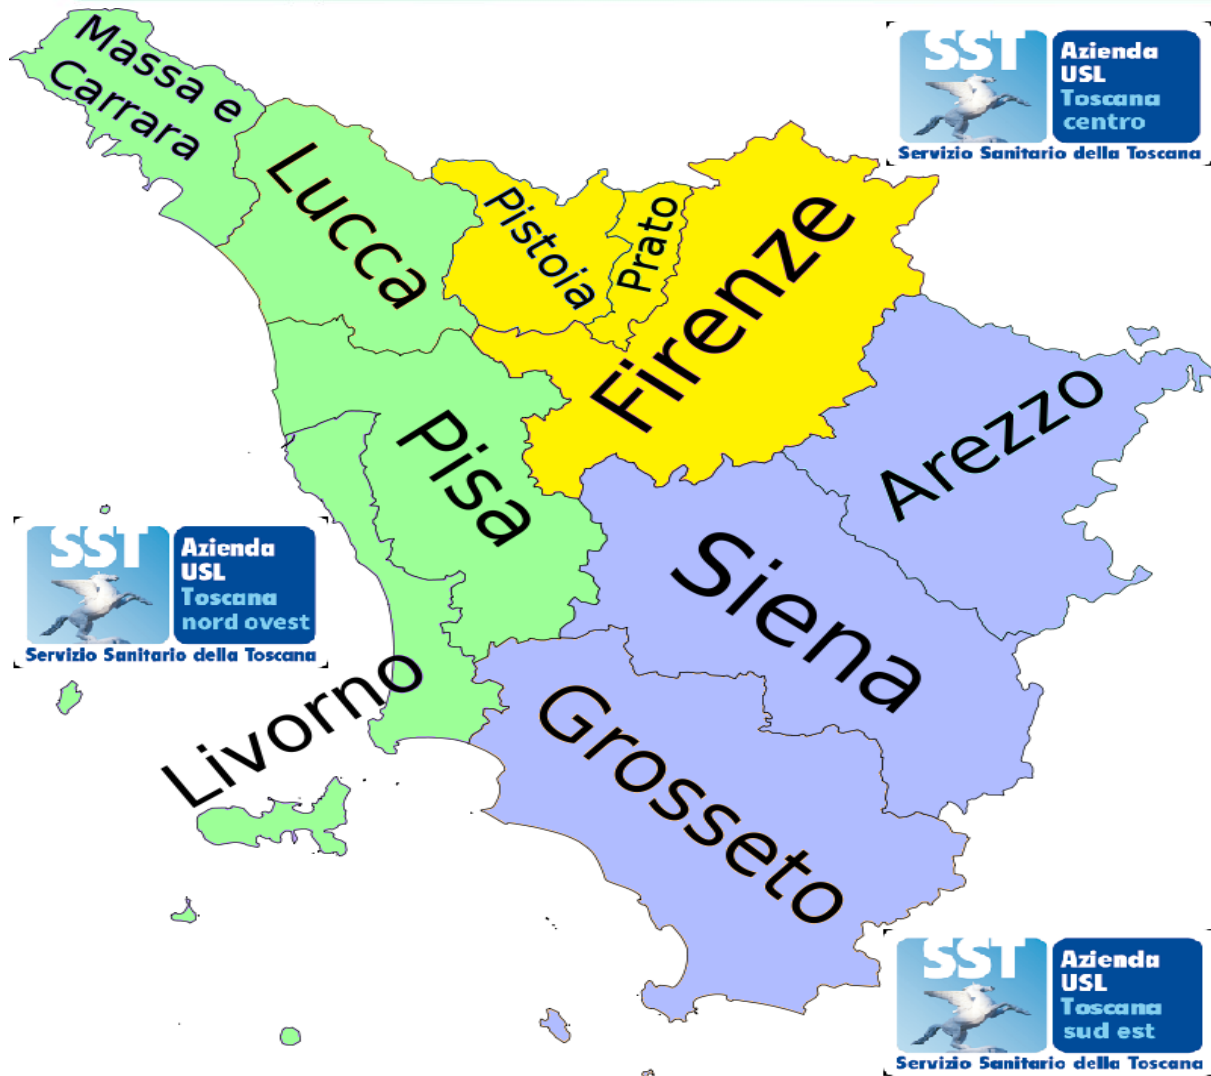 Massa e
Carrara
Lucca
Pistoia
Prato
Firenze
SST
Azienda
USL
Toscana
centro
Servizio Sanitario della Toscana
Arezzo
Pisa
Siena
SST
Azienda
USL
Toscana
nord ovest
Servizio Sanitario della Toscana
Livorno
Grosseto
SST
Azienda
USL
Toscana
sud est
Servizio Sanitario della Toscana